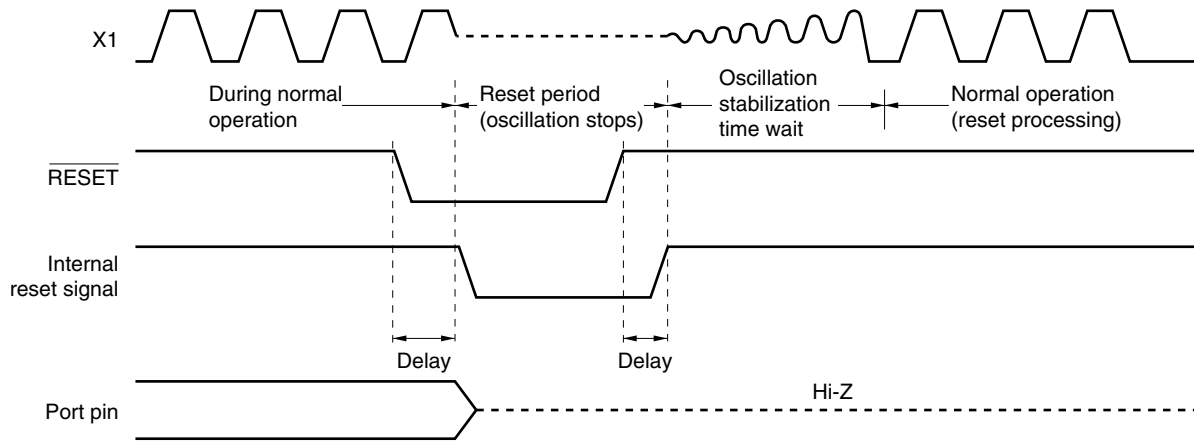 X1
During normal
operation
Reset period
(oscillation stops)
Oscillation
stabilization
time wait
Normal operation
(reset processing)
RESET
Internal
reset signal
Delay
Delay
Port pin
Hi-Z